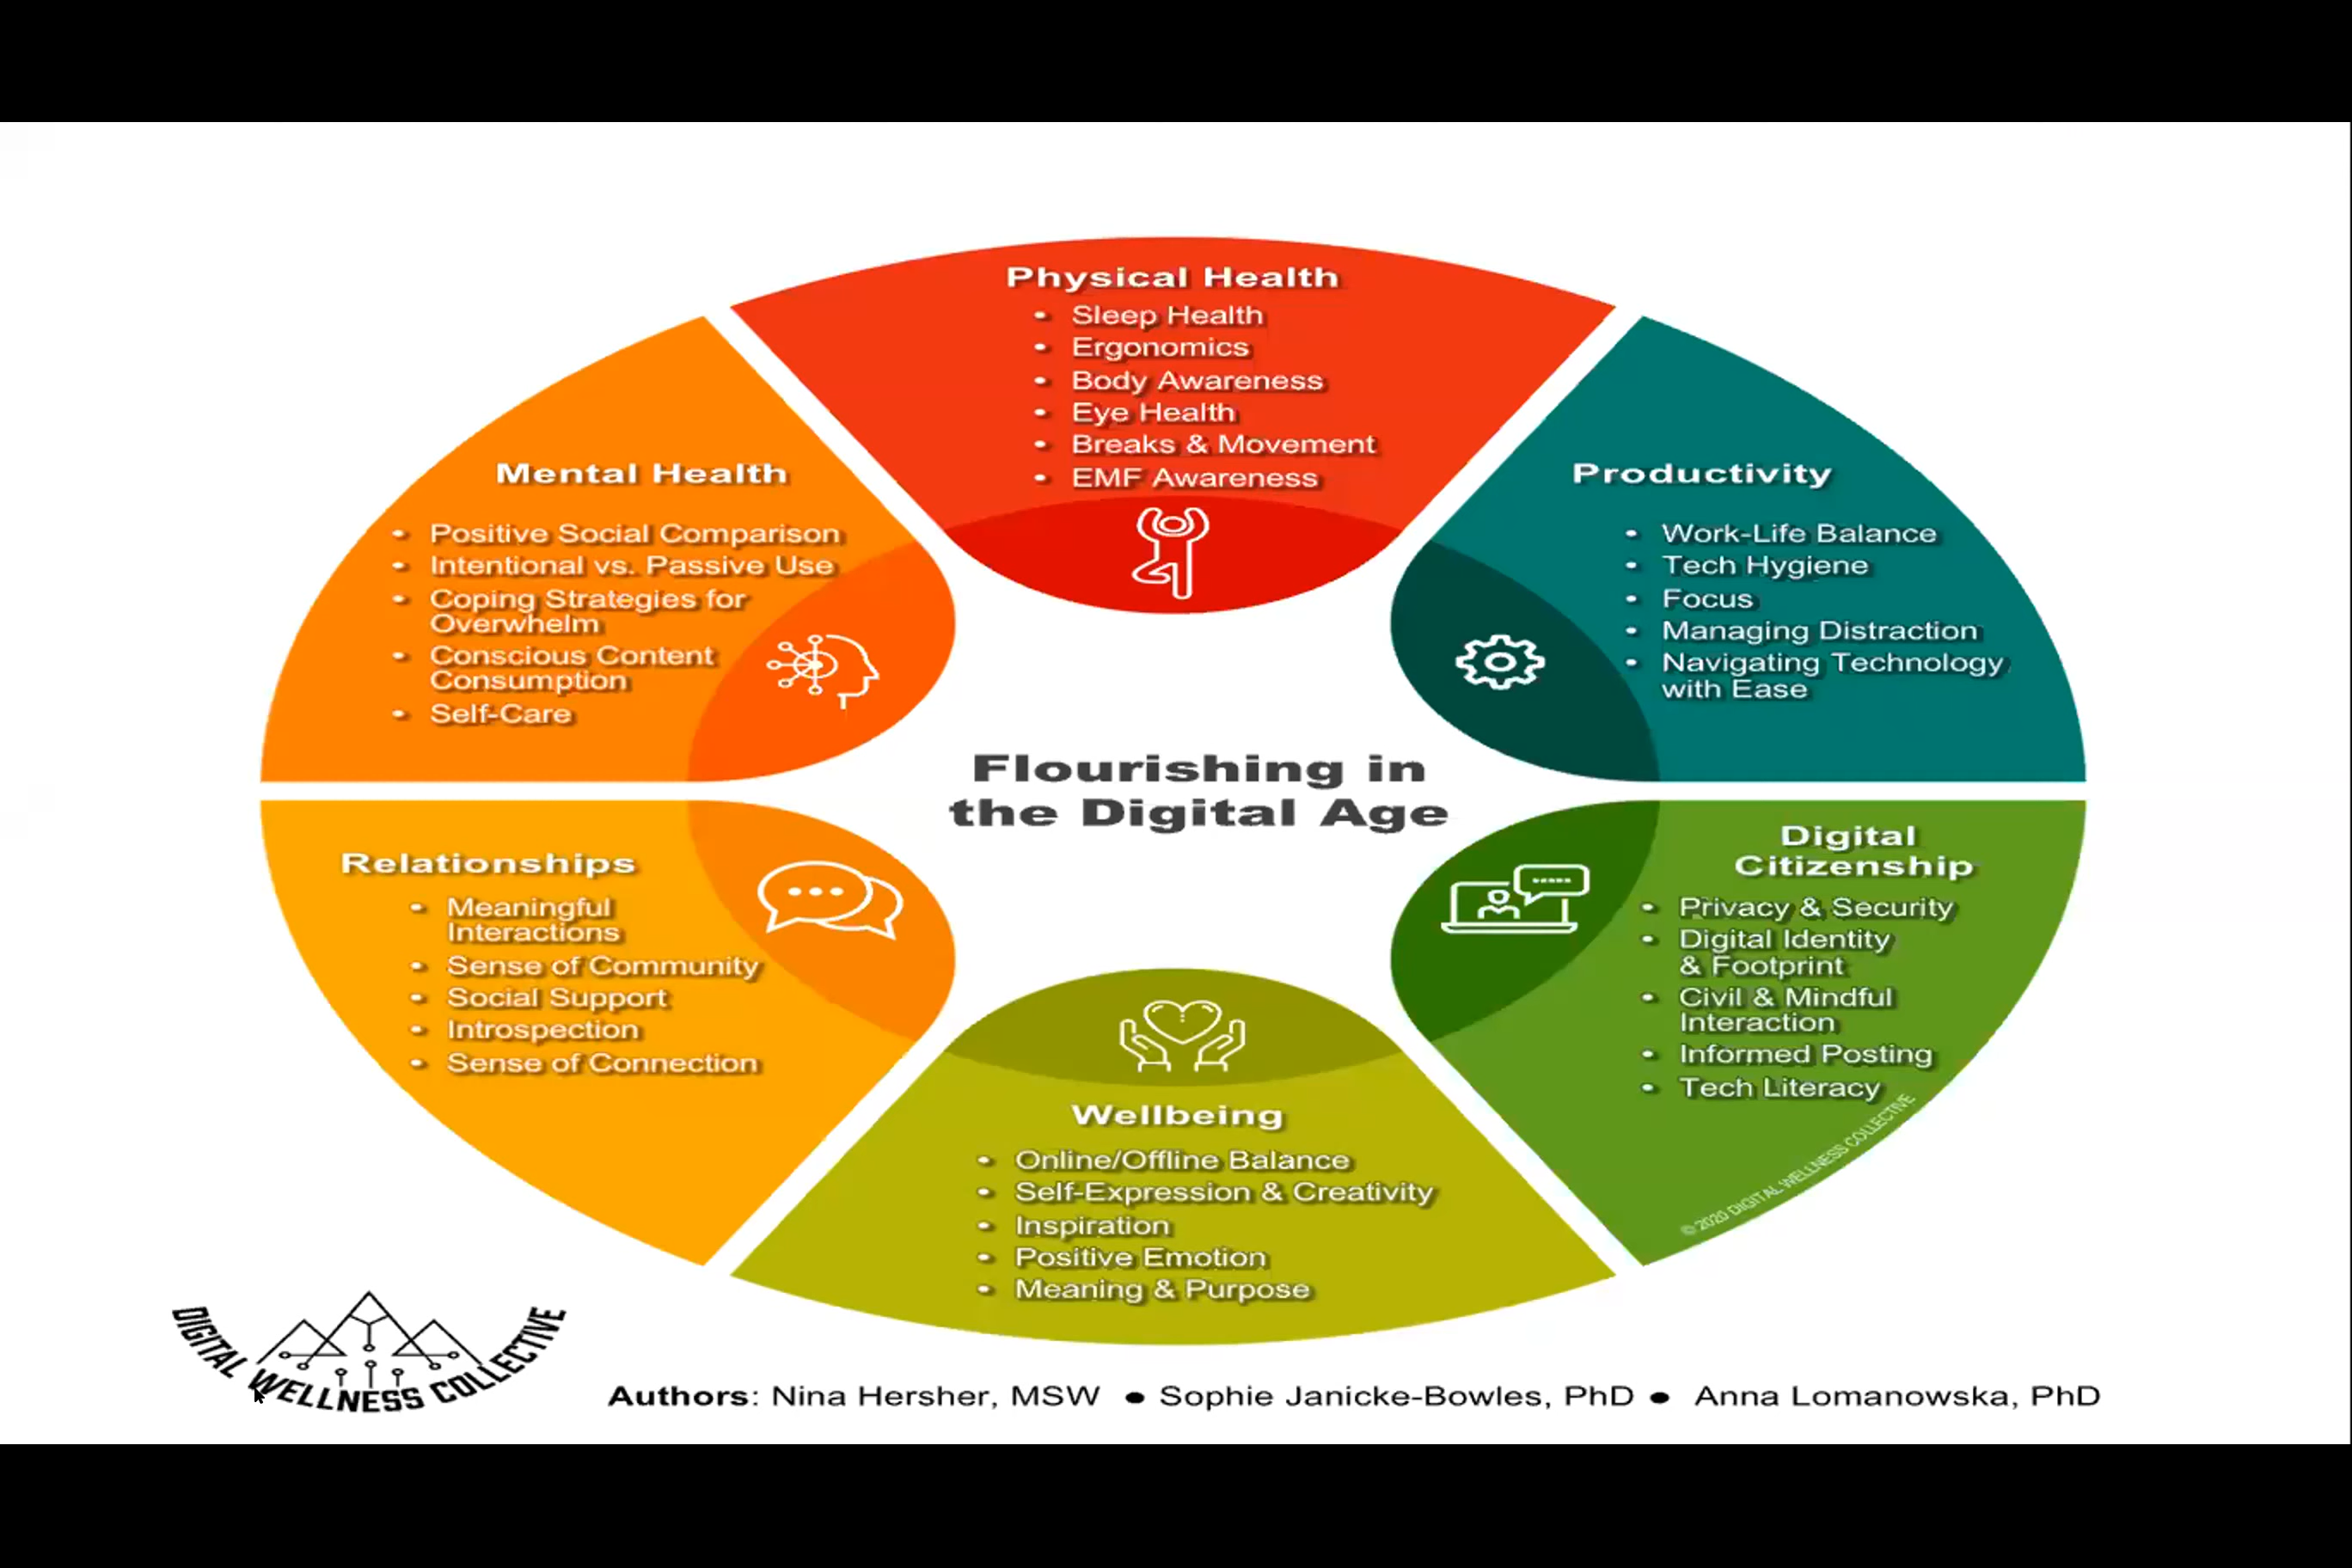 Physical Health
• Sleep Health
• Ergonomics
• Body Awareness
• Eye Health
• Breaks & Movement
• EMF Awareness
Mental Health
• Positive Social Comparison
• Intentional vs. Passive Use
• Coping Strategies for
Overwhelm
• Conscious Content
Consumption
• Self-Care
Productivity
• Work-Life Balance
• Tech Hygiene
• Focus
• Managing Distraction
• Navigating Technology
with Ease
Flourishing in
the Digital Age
Relationships
• Meaningful
Interactions
• Sense of Community
• Social Support
• Introspection
• Sense of Connection
Digital
Citizenship
• Privacy & Security
• Digital Identity
& Footprint
• Civil & Mindful
Interaction
• Informed Posting
• Tech Literacy
© 2020 DIGITAL WELLNESS COLLECTIVE
Wellbeing
• Online/Offline Balance
• Self-Expression & Creativity
• Inspiration
• Positive Emotion
• Meaning & Purpose
DIGITAL WELLNESS COLLECTIVE
Authors: Nina Hersher, MSW ● Sophie Janicke-Bowles, PhD ● Anna Lomanowska, PhD